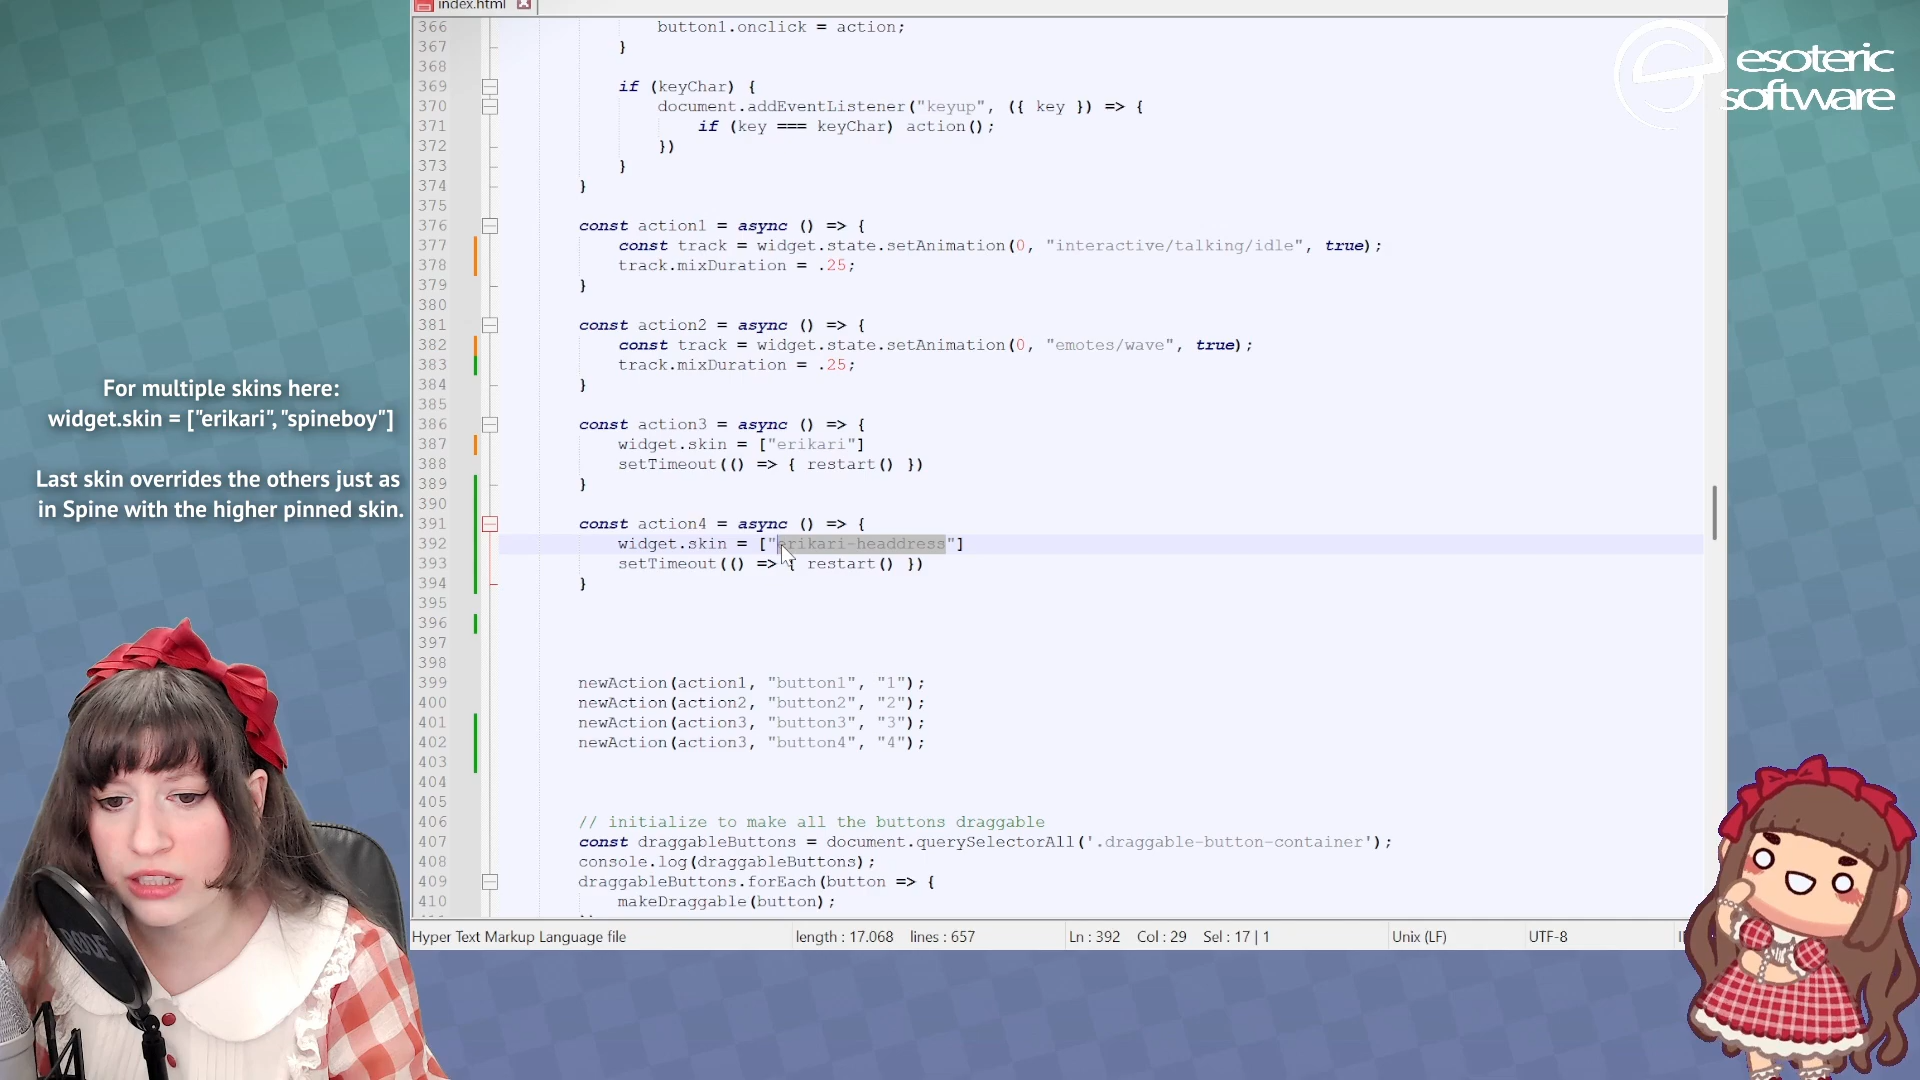 index.html
366 button1.onclick = action;
367 }
368
369 if (keyChar) {
370 document.addEventListener("keyup", ({ key }) => {
371 if (key === keyChar) action();
372 })
373 }
374 }
375
376 const action1 = async () => {
377 const track = widget.state.setAnimation(0, "interactive/talking/idle", true);
378 track.mixDuration = .25;
379 }
380
381 const action2 = async () => {
382 const track = widget.state.setAnimation(0, "emotes/wave", true);
383 track.mixDuration = .25;
384 }
385
386 const action3 = async () => {
387 widget.skin = ["erikari"]
388 setTimeout(() => { restart() })
389 }
390
391 const action4 = async () => {
392 widget.skin = ["erikari-headdress"]
393 setTimeout(() => { restart() })
394 }
395
396
397
398
399 newAction(action1, "button1", "1");
400 newAction(action2, "button2", "2");
401 newAction(action3, "button3", "3");
402 newAction(action3, "button4", "4");
403
404
405
406 // initialize to make all the buttons draggable
407 const draggableButtons = document.querySelectorAll('.draggable-button-container');
408 console.log(draggableButtons);
409 draggableButtons.forEach(button => {
410 makeDraggable(button);
Hyper Text Markup Language file length : 17.068 lines : 657 Ln : 392 Col : 29 Sel : 17 | 1 Unix (LF) UTF-8
For multiple skins here:
widget.skin = ["erikari", "spineboy"]
Last skin overrides the others just as
in Spine with the higher pinned skin.
esoteric
software
RODE